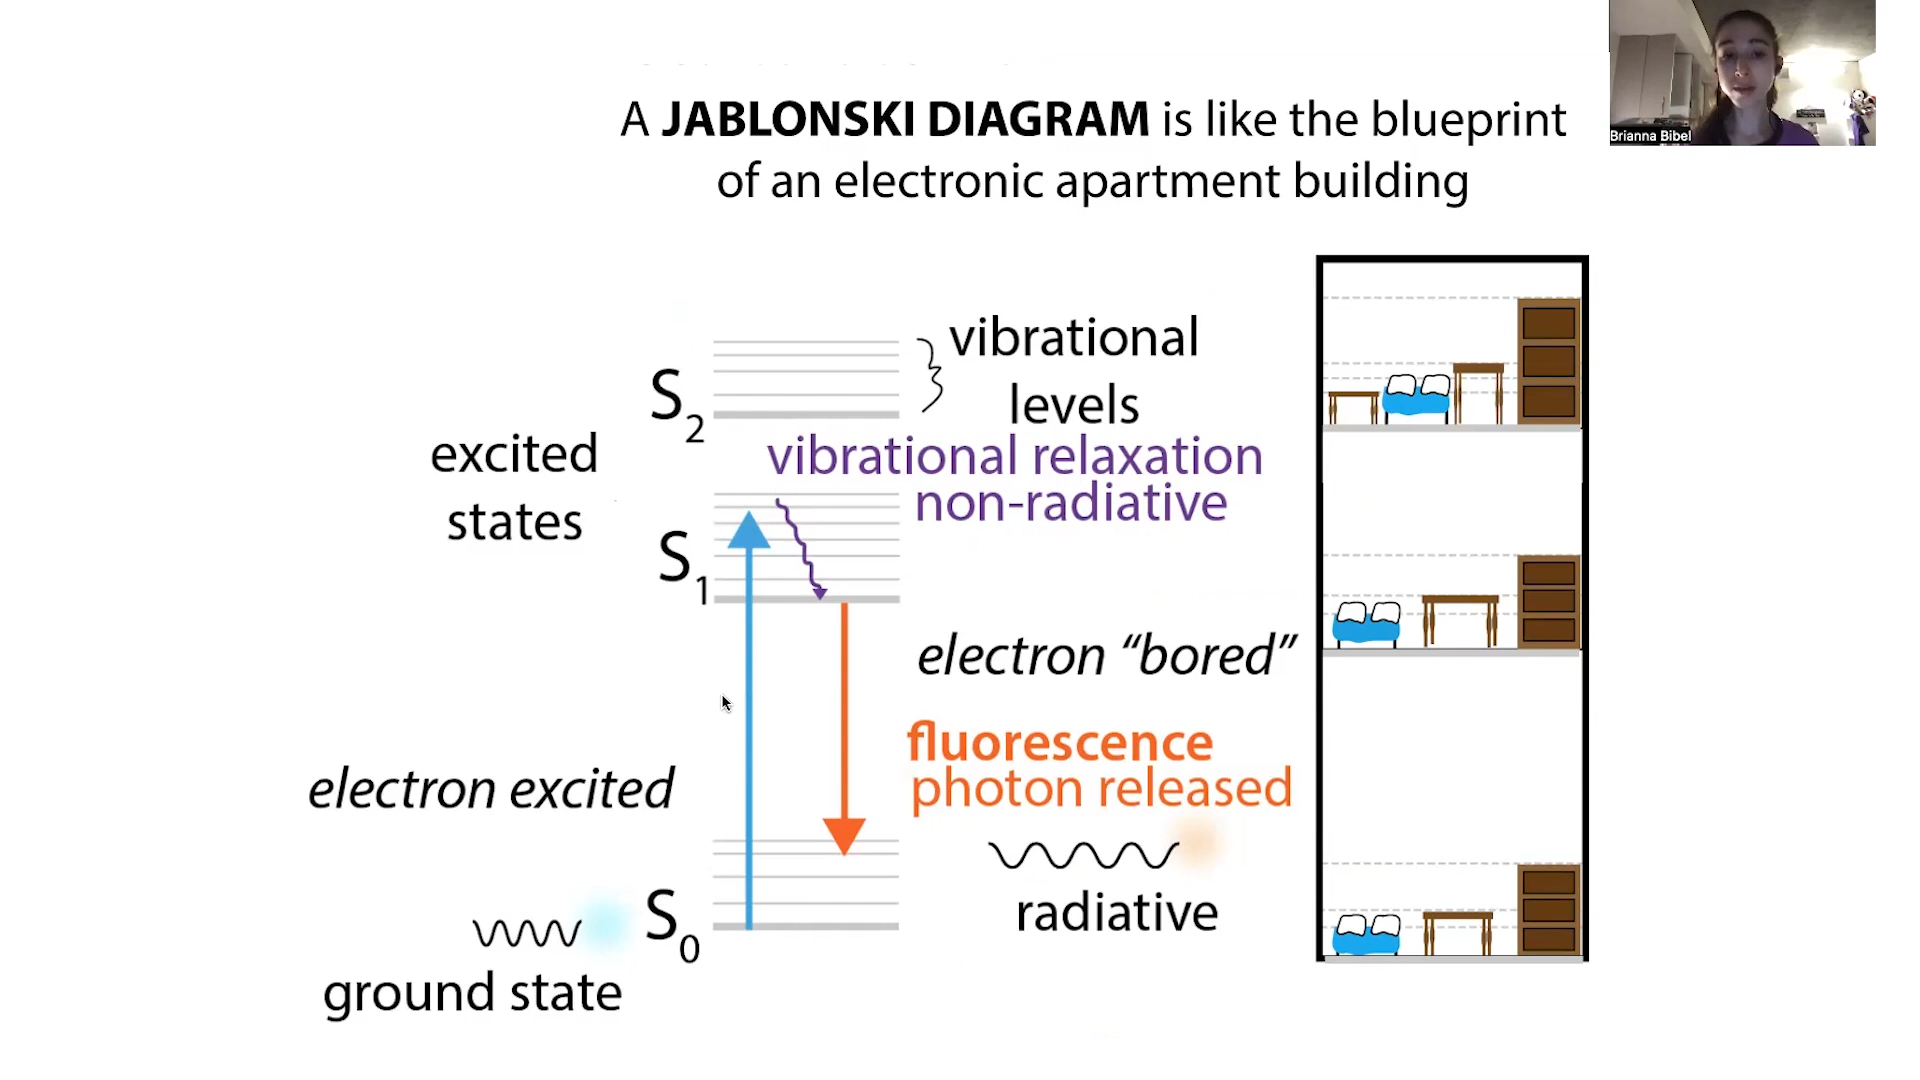 A JABLONSKI DIAGRAM is like the blueprint
of an electronic apartment building
Brianna Bibel
vibrational
levels
S2
excited
states
vibrational relaxation
non-radiative
S1
electron "bored"
fluorescence
photon released
electron excited
radiative
S0
ground state